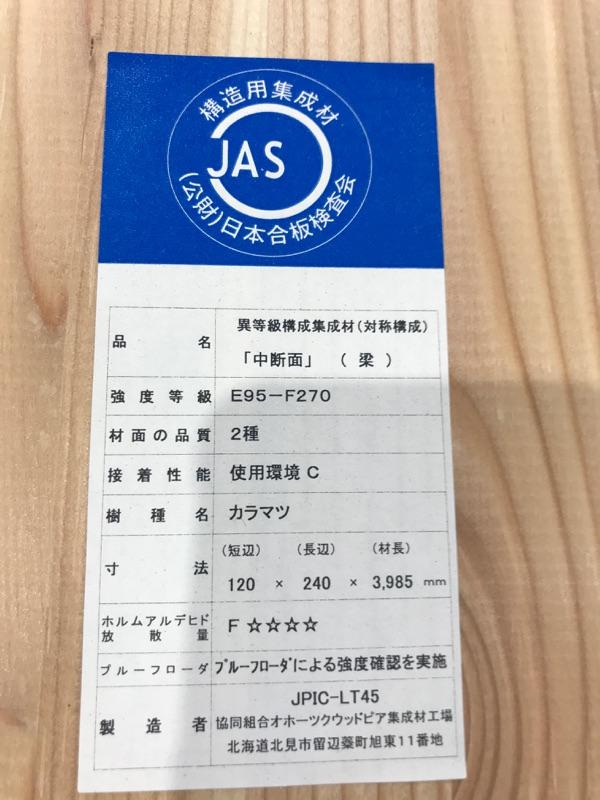 構造用集成材
JAS
(公財)日本合板検査会
品名 異等級構成集成材(対称構成)
「中断面」 (梁)
強度等級 E95-F270
材面の品質 2種
接着性能 使用環境C
樹種名 カラマツ
寸法 (短辺) (長辺) (材長)
120 × 240 × 3,985 mm
ホルムアルデヒド
放散量 F☆☆☆☆
プルーフローダ プルーフローダによる強度確認を実施
製造者 JPIC-LT45
協同組合オホーツクウッドピア集成材工場
北海道北見市留辺蘂町旭東11番地